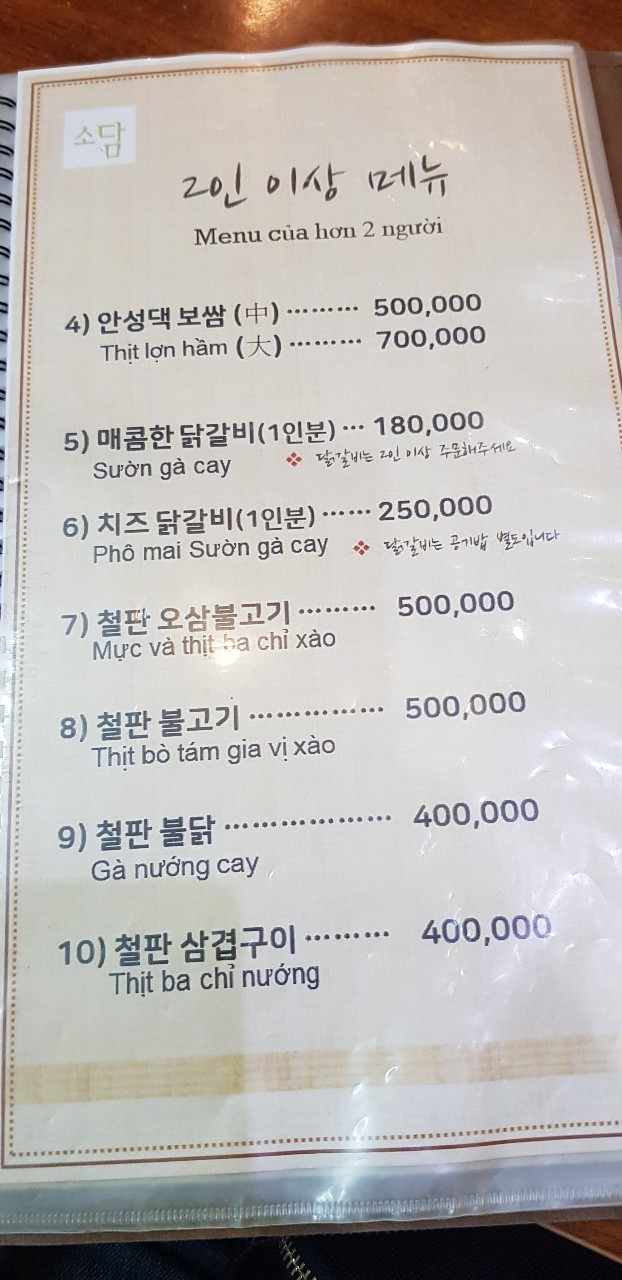 소담
2인 이상 메뉴
Menu của hơn 2 người
4) 안성댁 보쌈 (中) ········· 500,000
Thịt lợn hầm (大) ········· 700,000
5) 매콤한 닭갈비(1인분) ··· 180,000
Sườn gà cay ❖ 닭갈비는 2인 이상 주문해주세요
6) 치즈 닭갈비(1인분) ······ 250,000
Phô mai Sườn gà cay ❖ 닭갈비는 공기밥 별도입니다
7) 철판 오삼불고기 ········· 500,000
Mực và thịt ba chỉ xào
8) 철판 불고기 ··············· 500,000
Thịt bò tám gia vị xào
9) 철판 불닭 ·················· 400,000
Gà nướng cay
10) 철판 삼겹구이 ········· 400,000
Thịt ba chỉ nướng